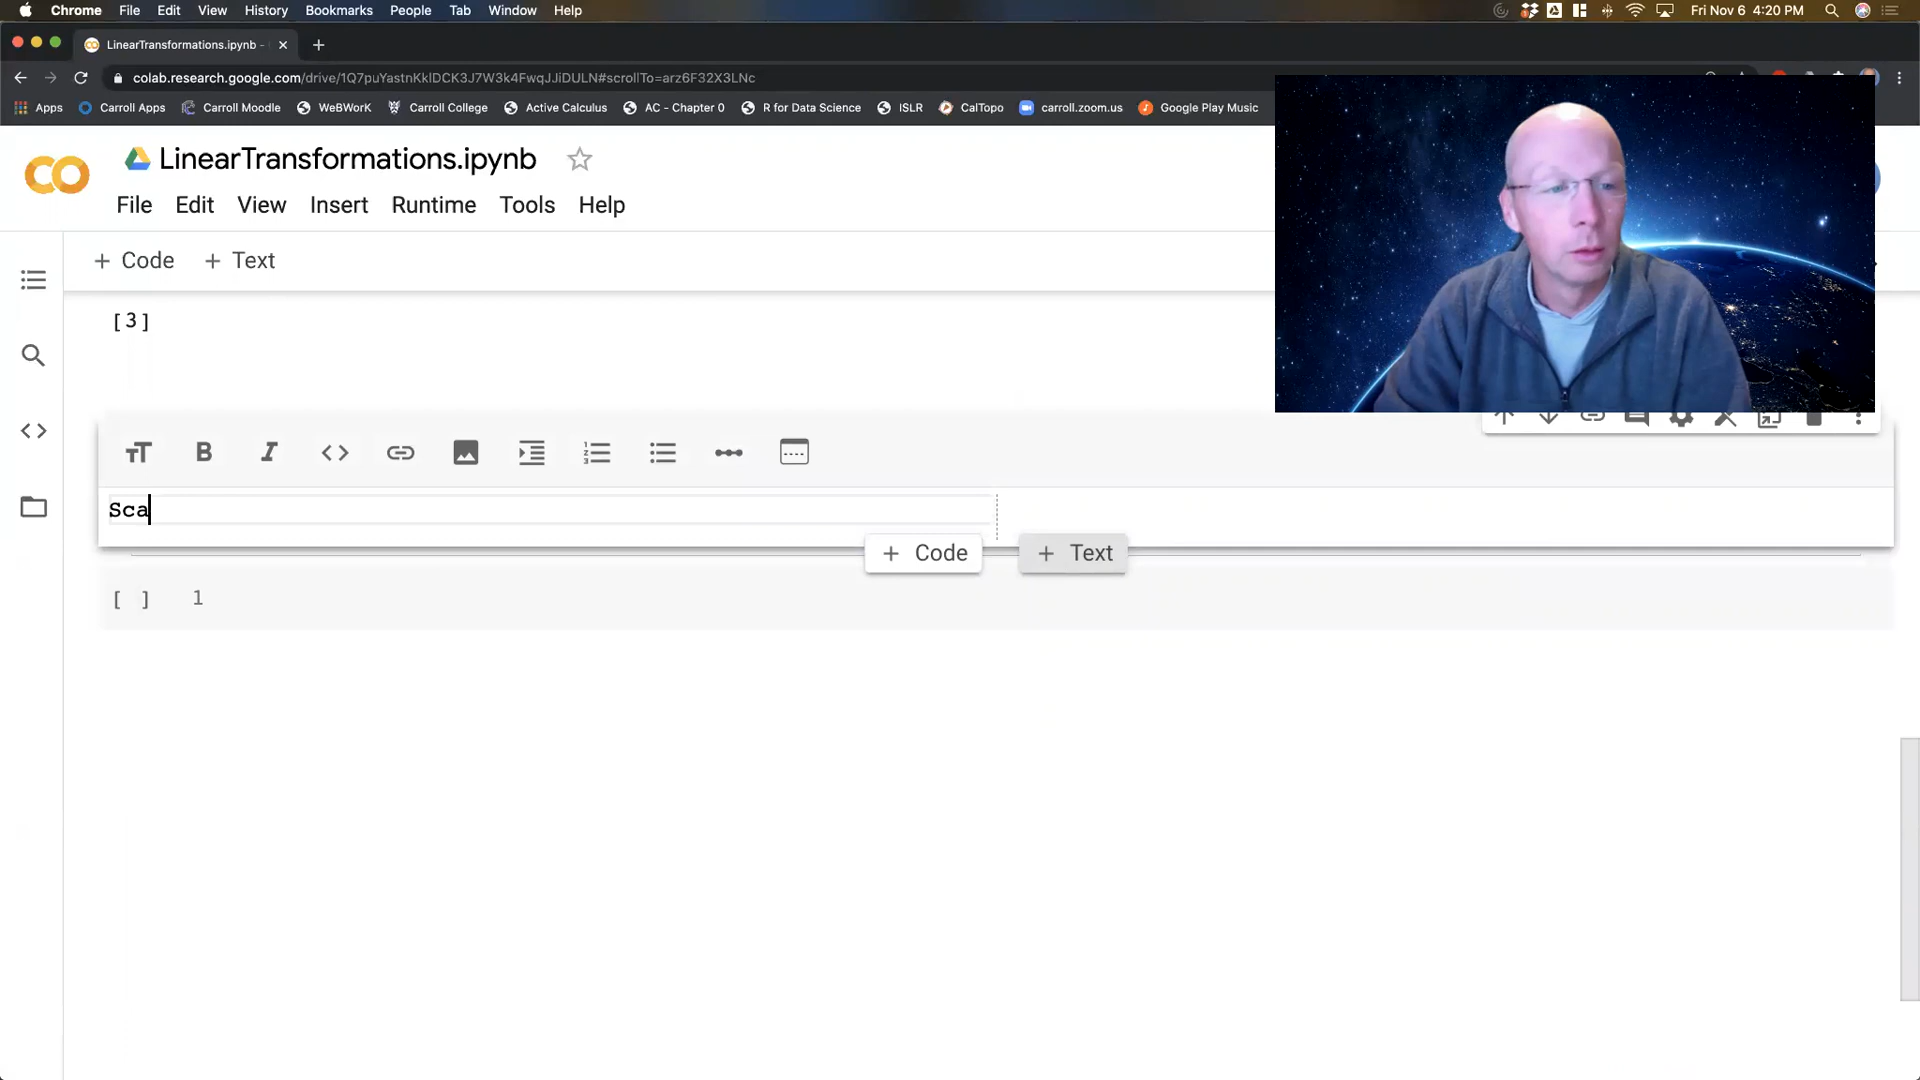 Chrome File Edit View History Bookmarks People Tab Window Help Fri Nov 6 4:20 PM
LinearTransformations.ipynb -
colab.research.google.com/drive/1Q7puYastnKklDCK3J7W3k4FwqJJiDULN#scrollTo=arz6F32X3LNc
Apps Carroll Apps Carroll Moodle WeBWorK Carroll College Active Calculus AC - Chapter 0 R for Data Science ISLR CalTopo carroll.zoom.us Google Play Music
CO LinearTransformations.ipynb
File Edit View Insert Runtime Tools Help
+ Code + Text
[3]
TT B I <>
Sca
+ Code + Text
[ ] 1